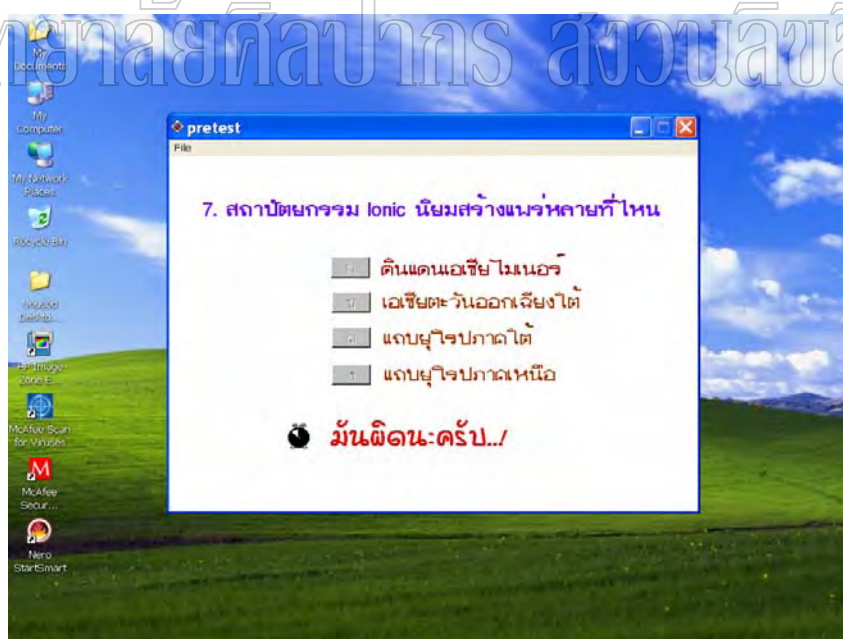 ทยาลัยศิลปากร สงวนลิขสิ
My Documents
My Computer
My Network Places
Recycle Bin
HP Image Zone E...
McAfee Scan for Viruses
McAfee Secur...
Nero StartSmart
pretest
File
7. สถาปัตยกรรม Ionic นิยมสร้างแพร่หลายที่ไหน
ก ดินแดนเอเชียไมเนอร์
ข เอเชียตะวันออกเฉียงใต้
ค แถบยุโรปภาคใต้
ง แถบยุโรปภาคเหนือ
มันผิดนะครับ../